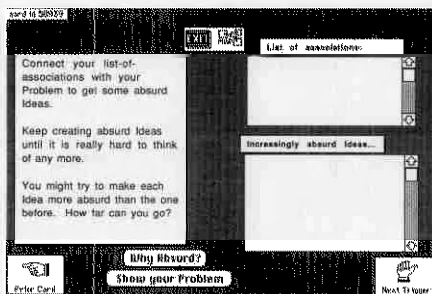 card id 50939
EXIT
List of associations:
Connect your list-of-
associations with your
Problem to get some absurd
Ideas.
Keep creating absurd Ideas
until it is really hard to think
of any more.
You might try to make each
Idea more absurd than the one
before. How far can you go?
Increasingly absurd Ideas...
Why Absurd?
Show your Problem
Prior Card
Next Trigger